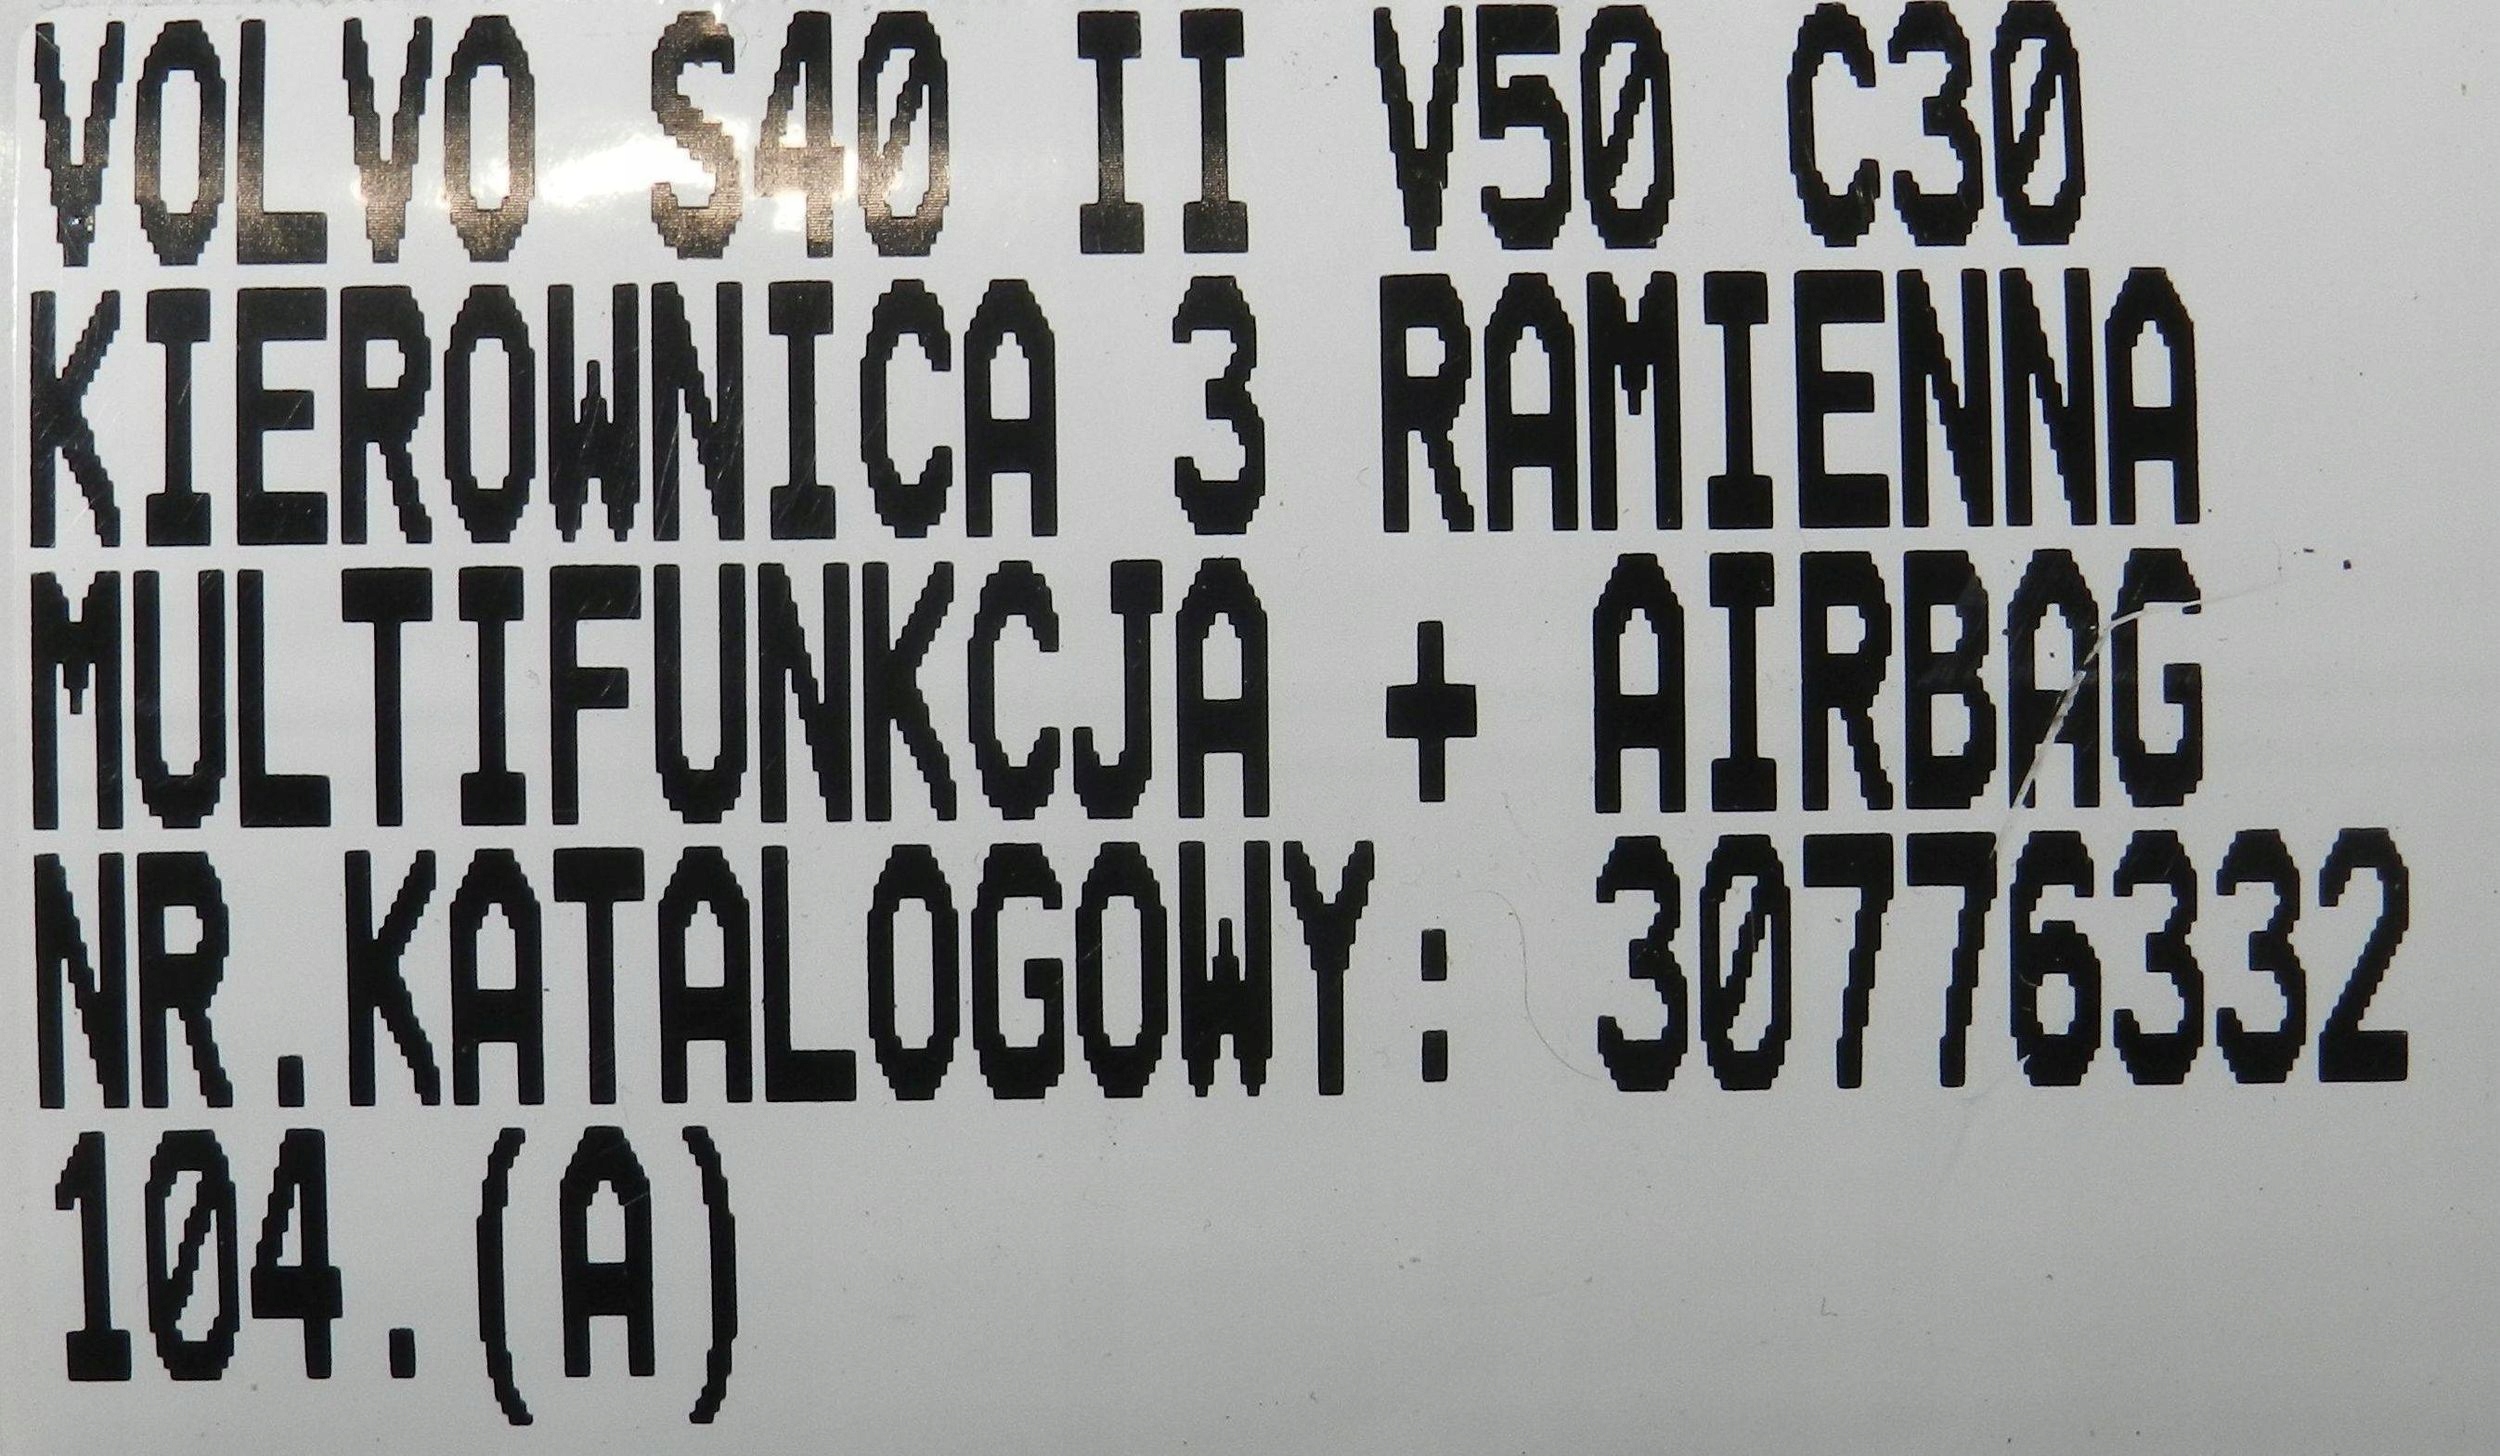 VOLVO S40 II V50 C30
KIEROWNICA 3 RAMIENNA
MULTIFUNKCJA + AIRBAG
NR.KATALOGOWY: 30776332
104.(A)